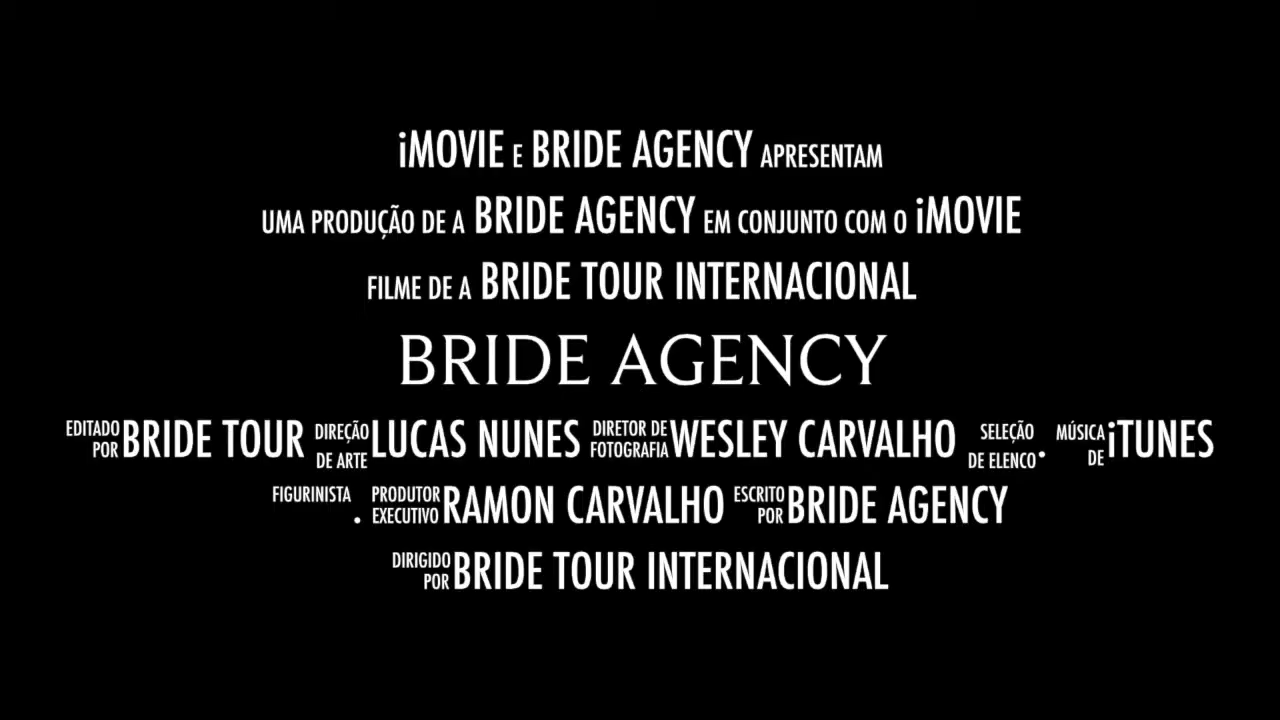 iMOVIE E BRIDE AGENCY APRESENTAM
UMA PRODUÇÃO DE A BRIDE AGENCY EM CONJUNTO COM O iMOVIE
FILME DE A BRIDE TOUR INTERNACIONAL
BRIDE AGENCY
EDITADO POR BRIDE TOUR DIREÇÃO DE ARTE LUCAS NUNES DIRETOR DE FOTOGRAFIA WESLEY CARVALHO SELEÇÃO DE ELENCO . MÚSICA DE iTUNES
FIGURINISTA . PRODUTOR EXECUTIVO RAMON CARVALHO ESCRITO POR BRIDE AGENCY
DIRIGIDO POR BRIDE TOUR INTERNACIONAL